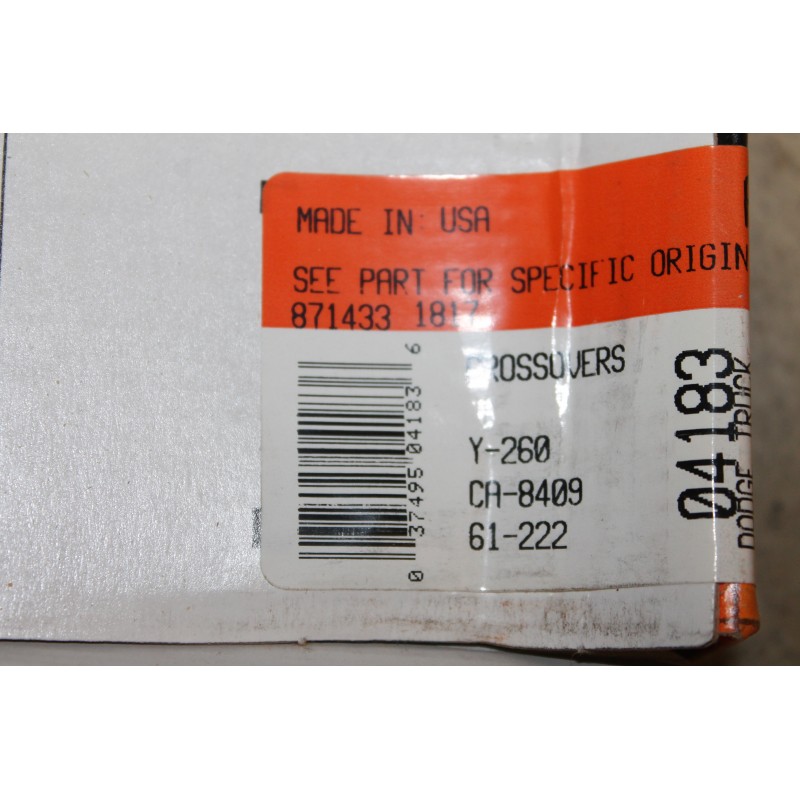 MADE IN USA
SEE PART FOR SPECIFIC ORIGIN
871433 1817
CROSSOVERS
Y-260
CA-8409
61-222
0 37495 04183 6
04183
DODGE TRUCK